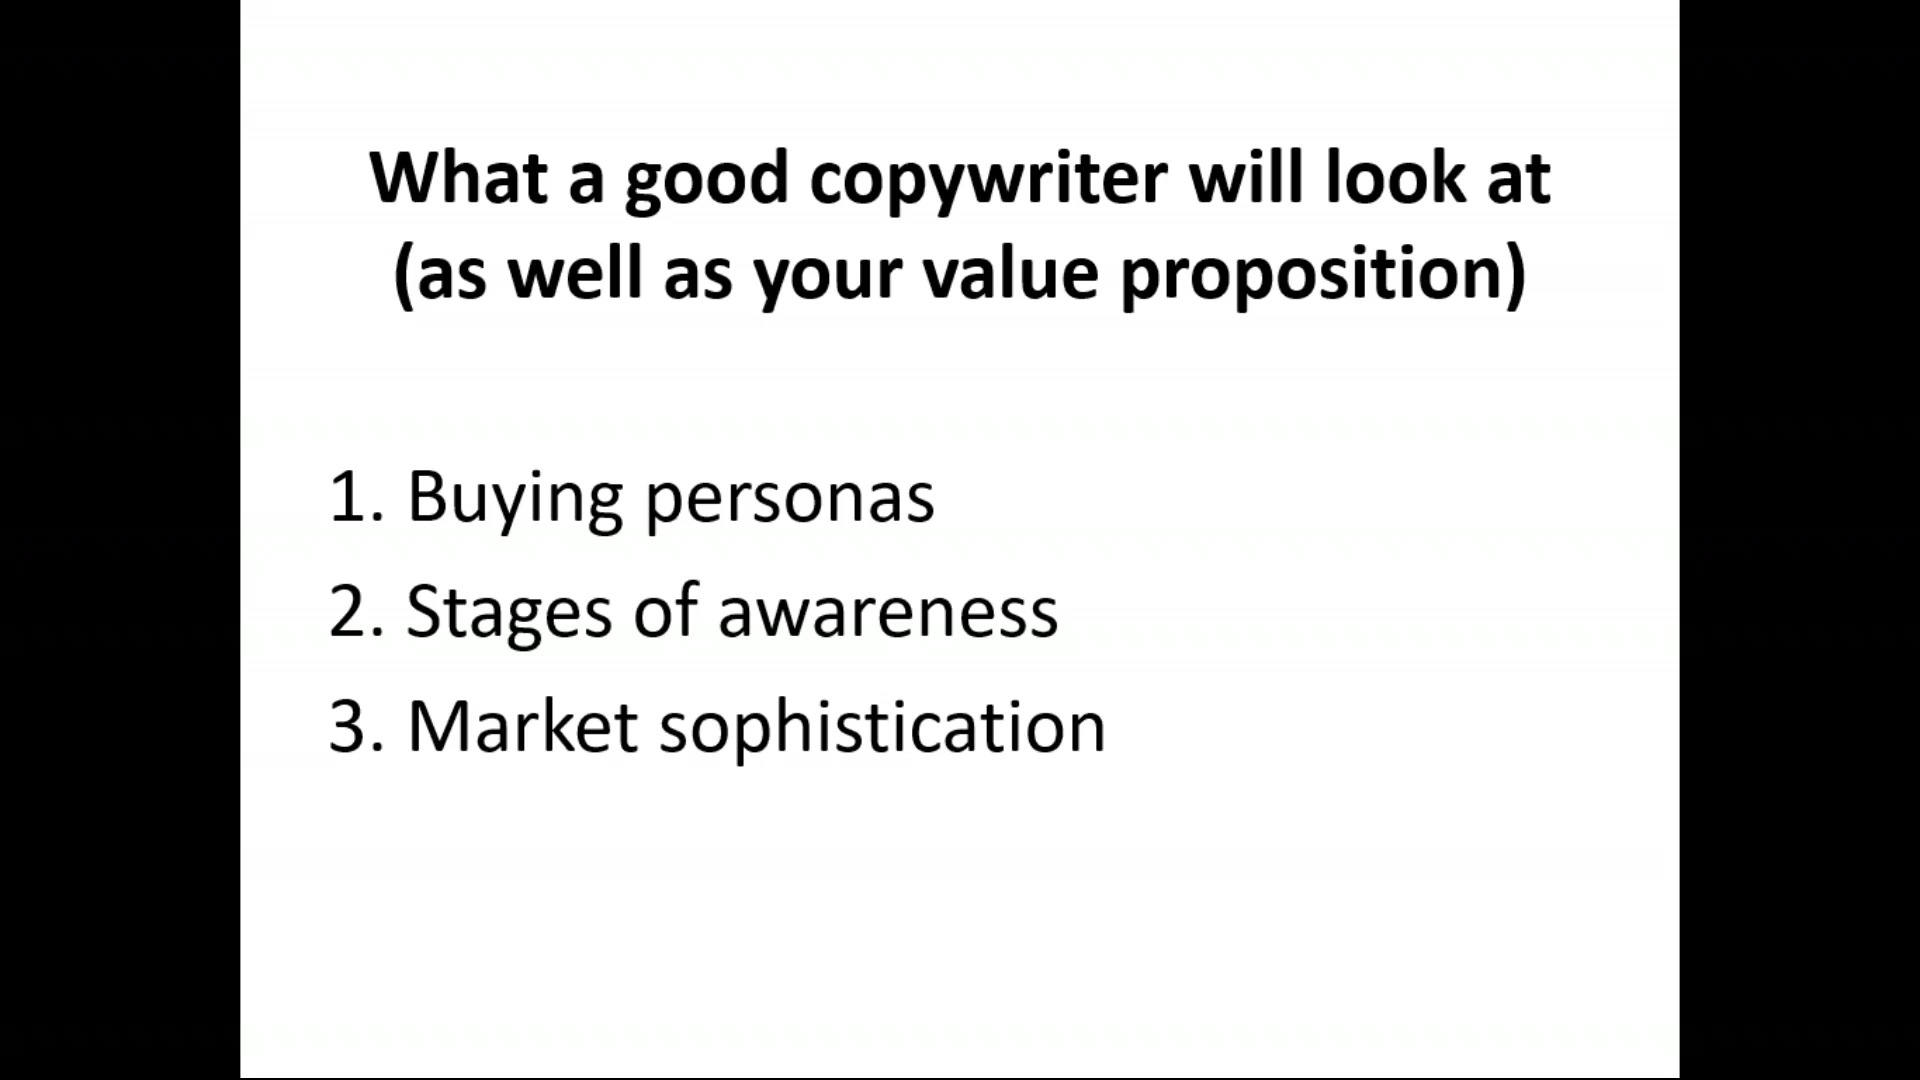 What a good copywriter will look at
(as well as your value proposition)
1. Buying personas
2. Stages of awareness
3. Market sophistication